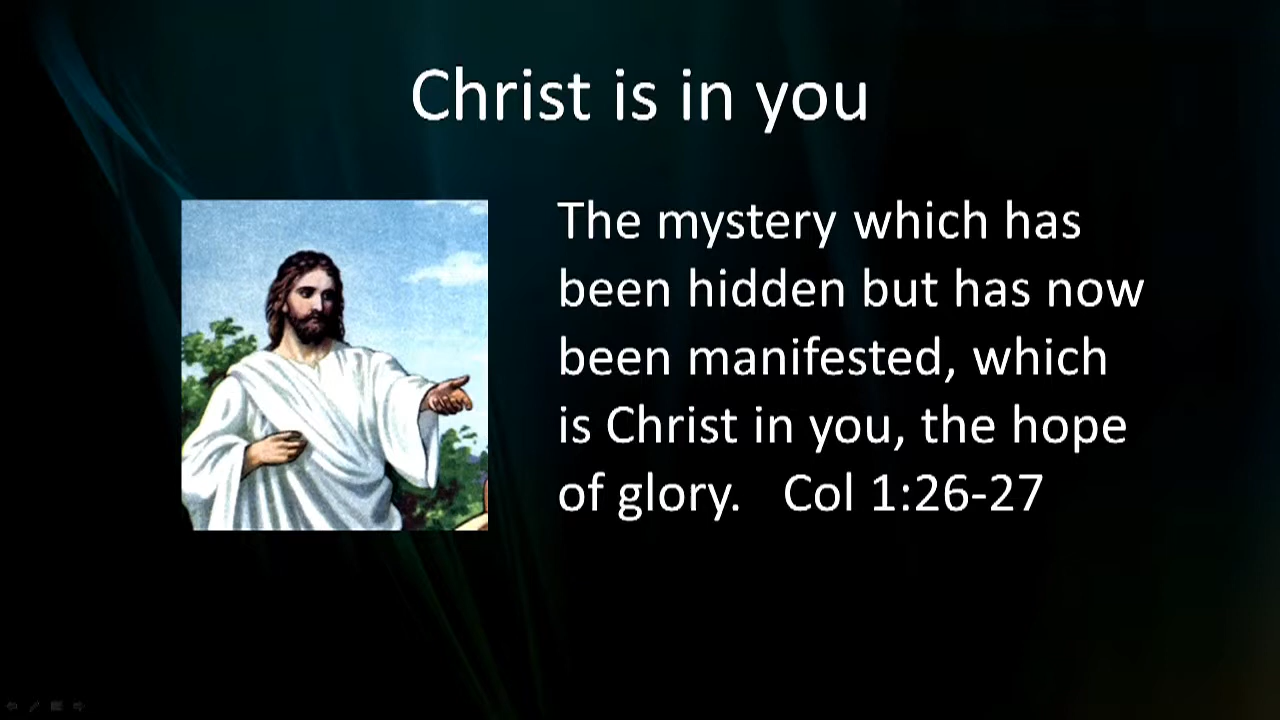 Christ is in you
The mystery which has
been hidden but has now
been manifested, which
is Christ in you, the hope
of glory.   Col 1:26-27